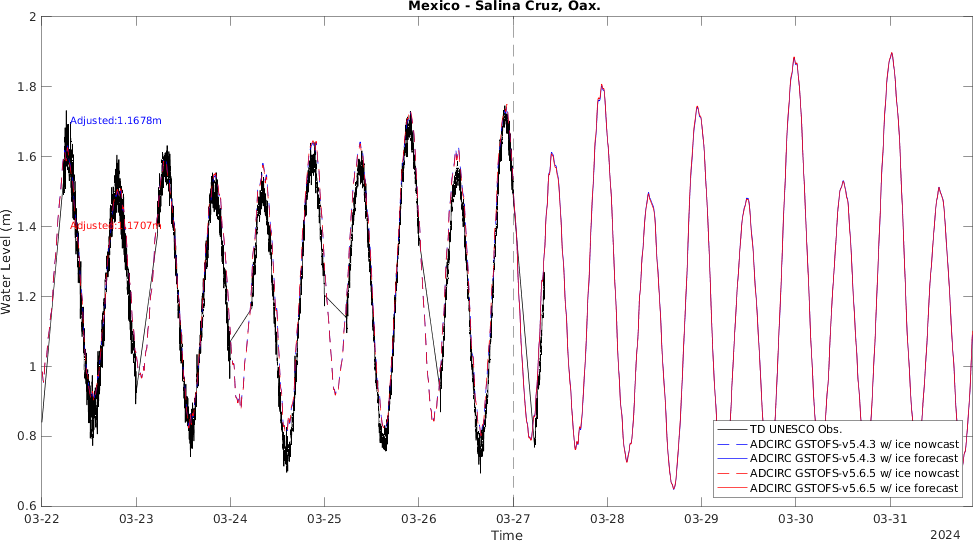 Mexico - Salina Cruz, Oax.
2
1.8
1.6
1.4
1.2
1
0.8
0.6
Water Level (m)
Adjusted:1.1678m
Adjusted:1.1707m
TD UNESCO Obs.
ADCIRC GSTOFS-v5.4.3 w/ ice nowcast
ADCIRC GSTOFS-v5.4.3 w/ ice forecast
ADCIRC GSTOFS-v5.6.5 w/ ice nowcast
ADCIRC GSTOFS-v5.6.5 w/ ice forecast
03-22 03-23 03-24 03-25 03-26 03-27 03-28 03-29 03-30 03-31
Time
2024